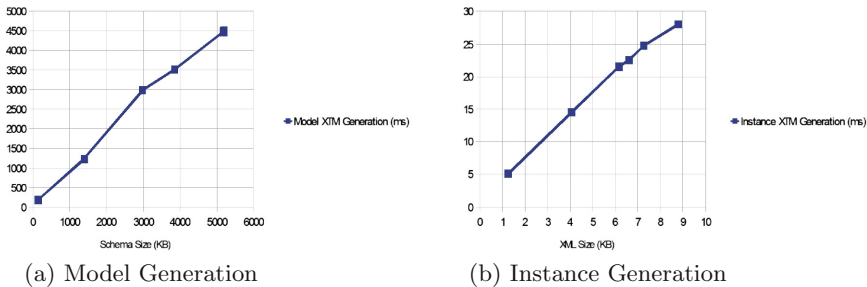 5000
4500
4000
3500
3000
2500
2000
1500
1000
500
0
0 1000 2000 3000 4000 5000 6000
Schema Size (KB)
Model XTM Generation (ms)
(a) Model Generation
30
25
20
15
10
5
0
0 1 2 3 4 5 6 7 8 9 10
XML Size (KB)
Instance XTM Generation (ms)
(b) Instance Generation